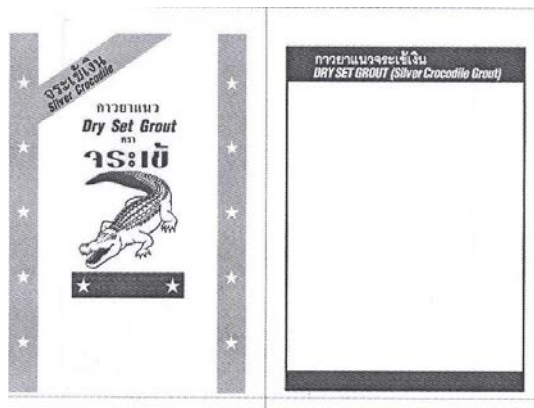 จระเข้เงิน
Silver Crocodile
กาวยาแนว
Dry Set Grout
ตรา
จระเข้
กาวยาแนวจระเข้เงิน
DRY SET GROUT (Silver Crocodile Grout)